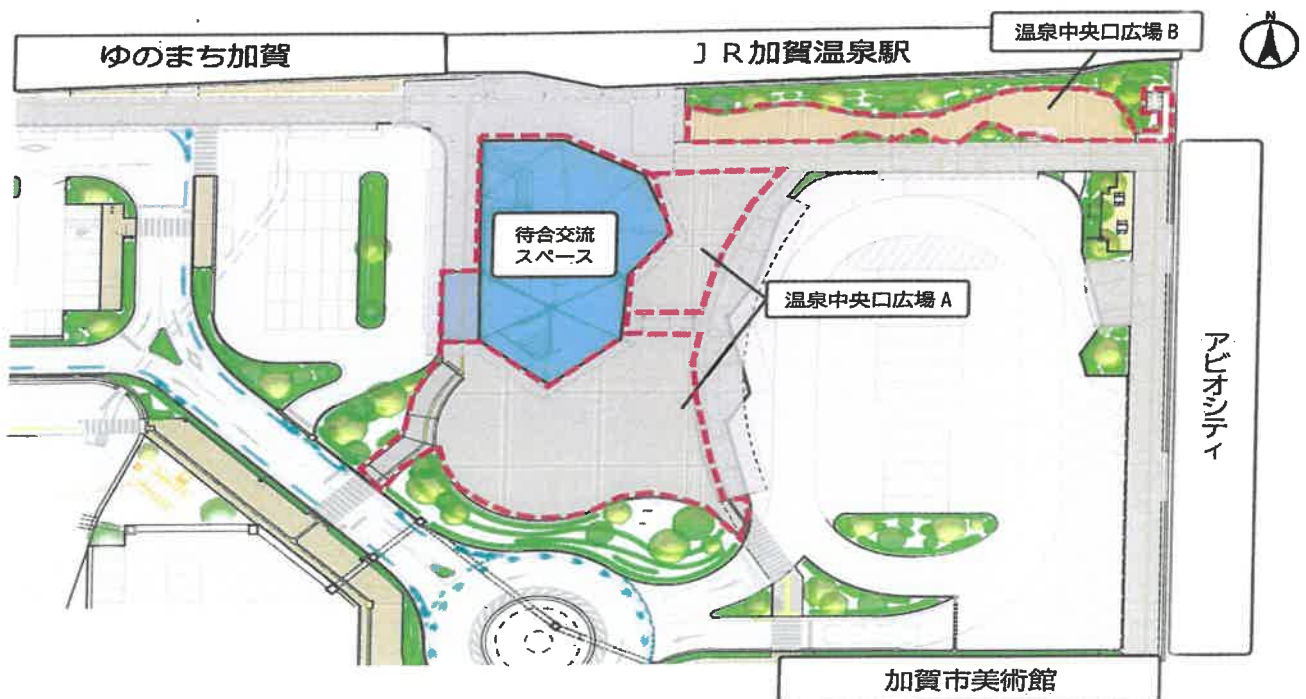 ゆのまち加賀
ＪＲ加賀温泉駅
温泉中央口広場B
N
待合交流
スペース
温泉中央口広場A
アビオシティ
加賀市美術館